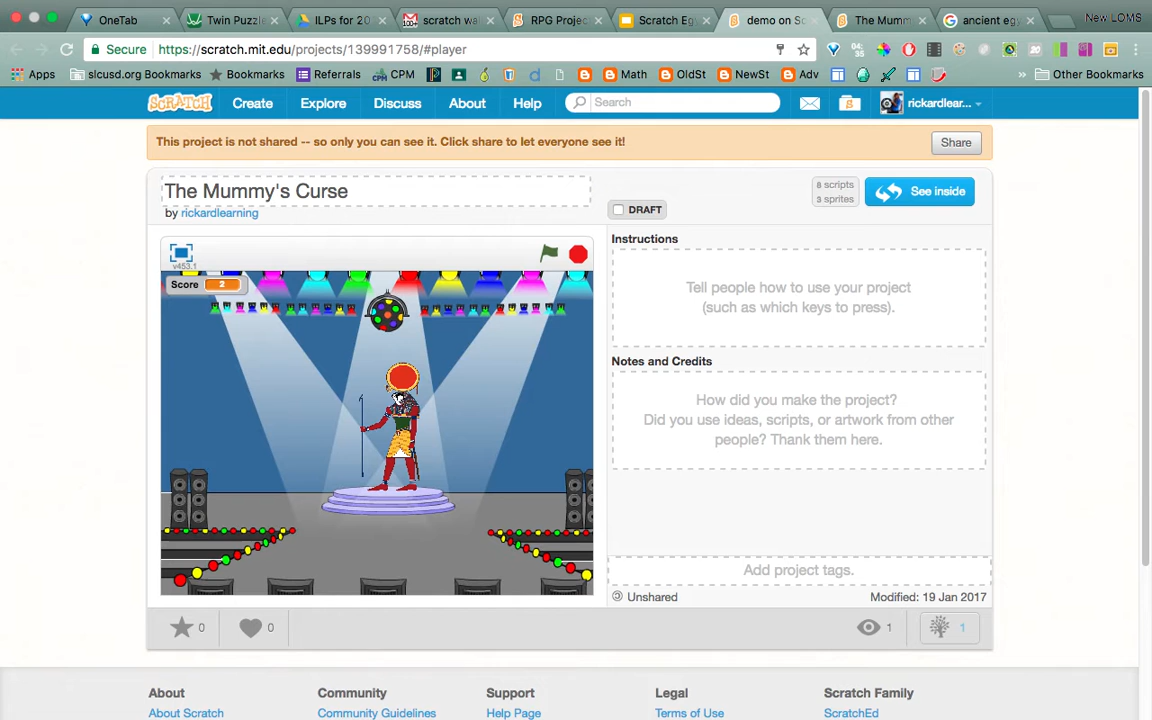 OneTab
Twin Puzzle
ILPs for 20
scratch wa
RPG Projec
Scratch Eg
demo on Sc
The Mumm
ancient egy
New LOMS
Secure https://scratch.mit.edu/projects/139991758/#player
Apps slcusd.org Bookmarks Bookmarks Referrals CPM Math OldSt NewSt Adv » Other Bookmarks
SCRATCH Create Explore Discuss About Help Search rickardlear...
This project is not shared -- so only you can see it. Click share to let everyone see it!
Share
The Mummy's Curse
by rickardlearning
8 scripts
3 sprites
See inside
DRAFT
v453.1
Score 2
Instructions
Tell people how to use your project
(such as which keys to press).
Notes and Credits
How did you make the project?
Did you use ideas, scripts, or artwork from other
people? Thank them here.
Add project tags.
Unshared
Modified: 19 Jan 2017
0
0
1
1
About Community Support Legal Scratch Family
About Scratch Community Guidelines Help Page Terms of Use ScratchEd